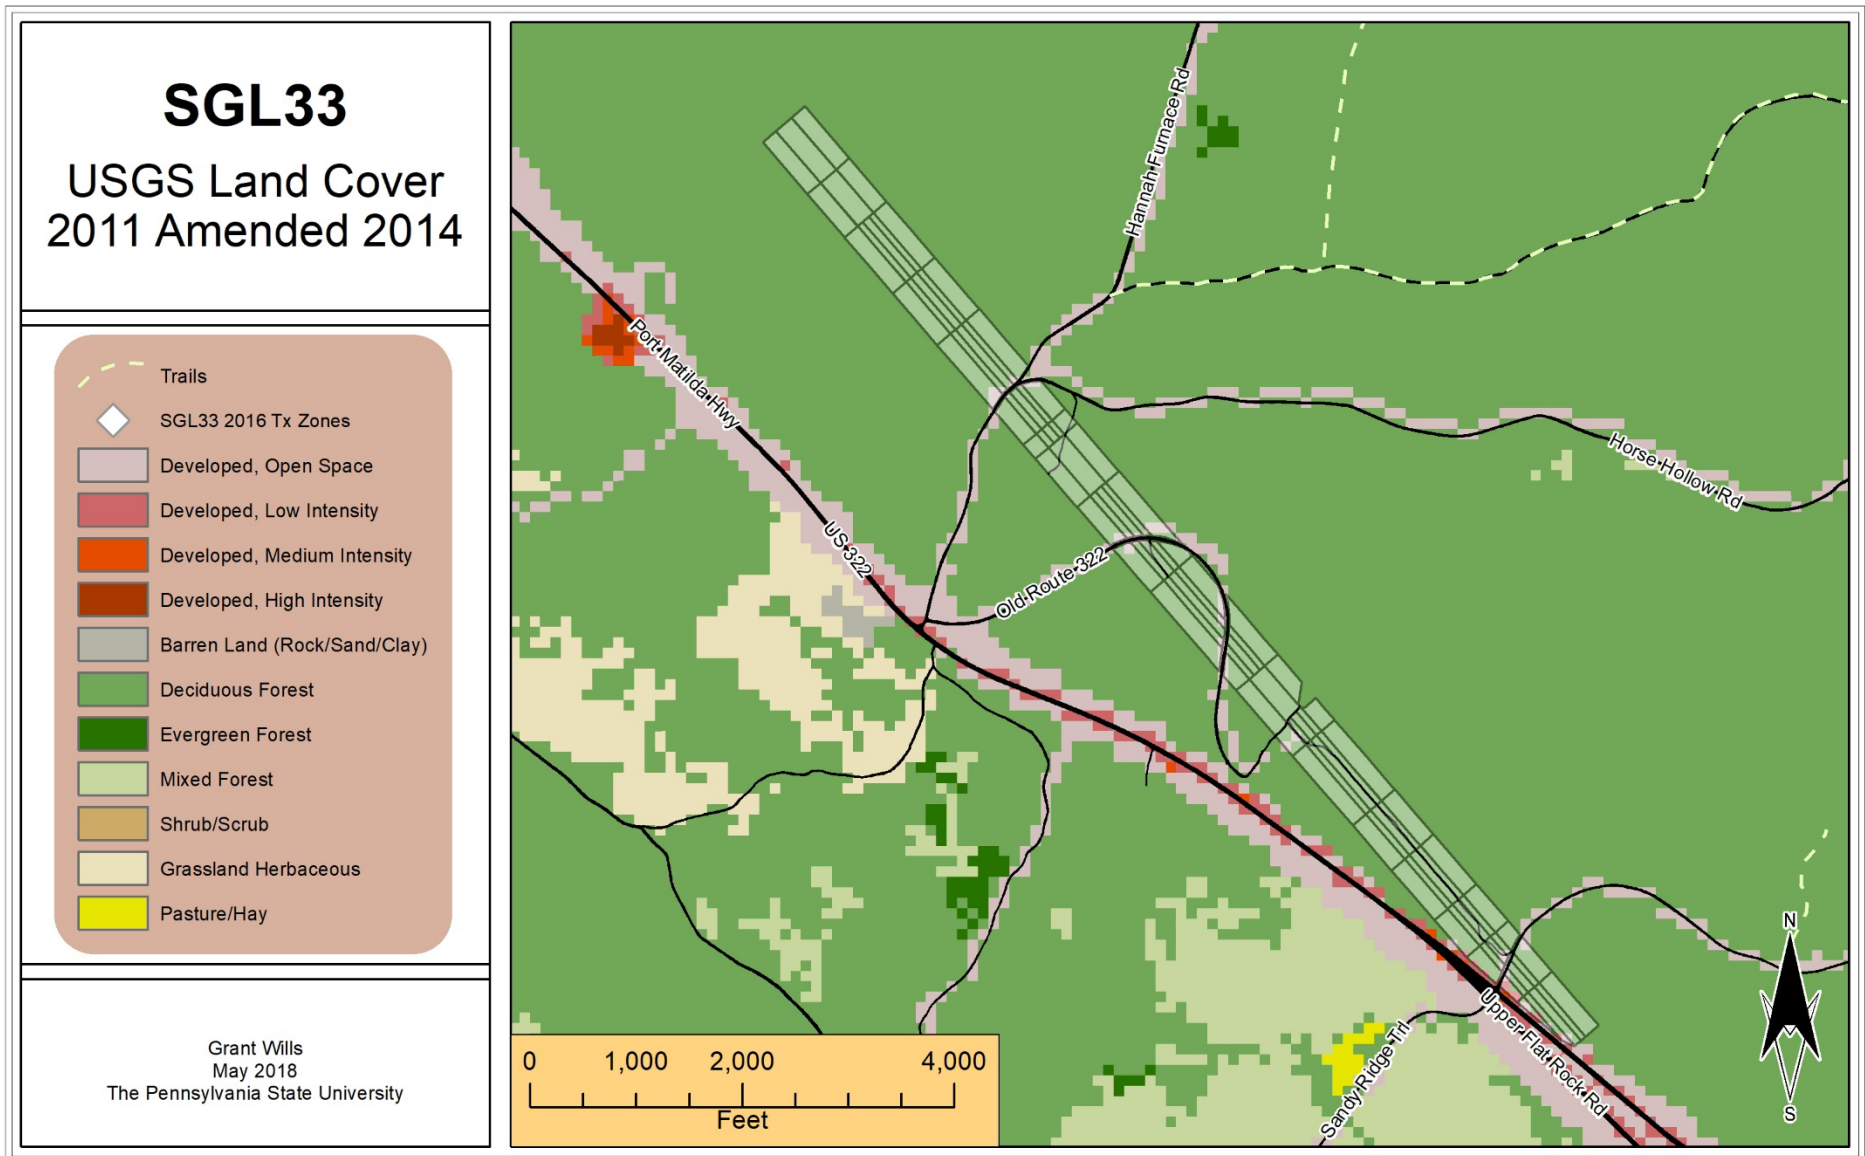 SGL33
USGS Land Cover
2011 Amended 2014
Trails
SGL33 2016 Tx Zones
Developed, Open Space
Developed, Low Intensity
Developed, Medium Intensity
Developed, High Intensity
Barren Land (Rock/Sand/Clay)
Deciduous Forest
Evergreen Forest
Mixed Forest
Shrub/Scrub
Grassland Herbaceous
Pasture/Hay
Grant Wills
May 2018
The Pennsylvania State University
Hannah Furnace Rd
Port Matilda Hwy
US 322
Old Route 322
Horse Hollow Rd
Upper Flat Rock Rd
Sandy Ridge Trl
N
S
0 1,000 2,000 4,000
Feet